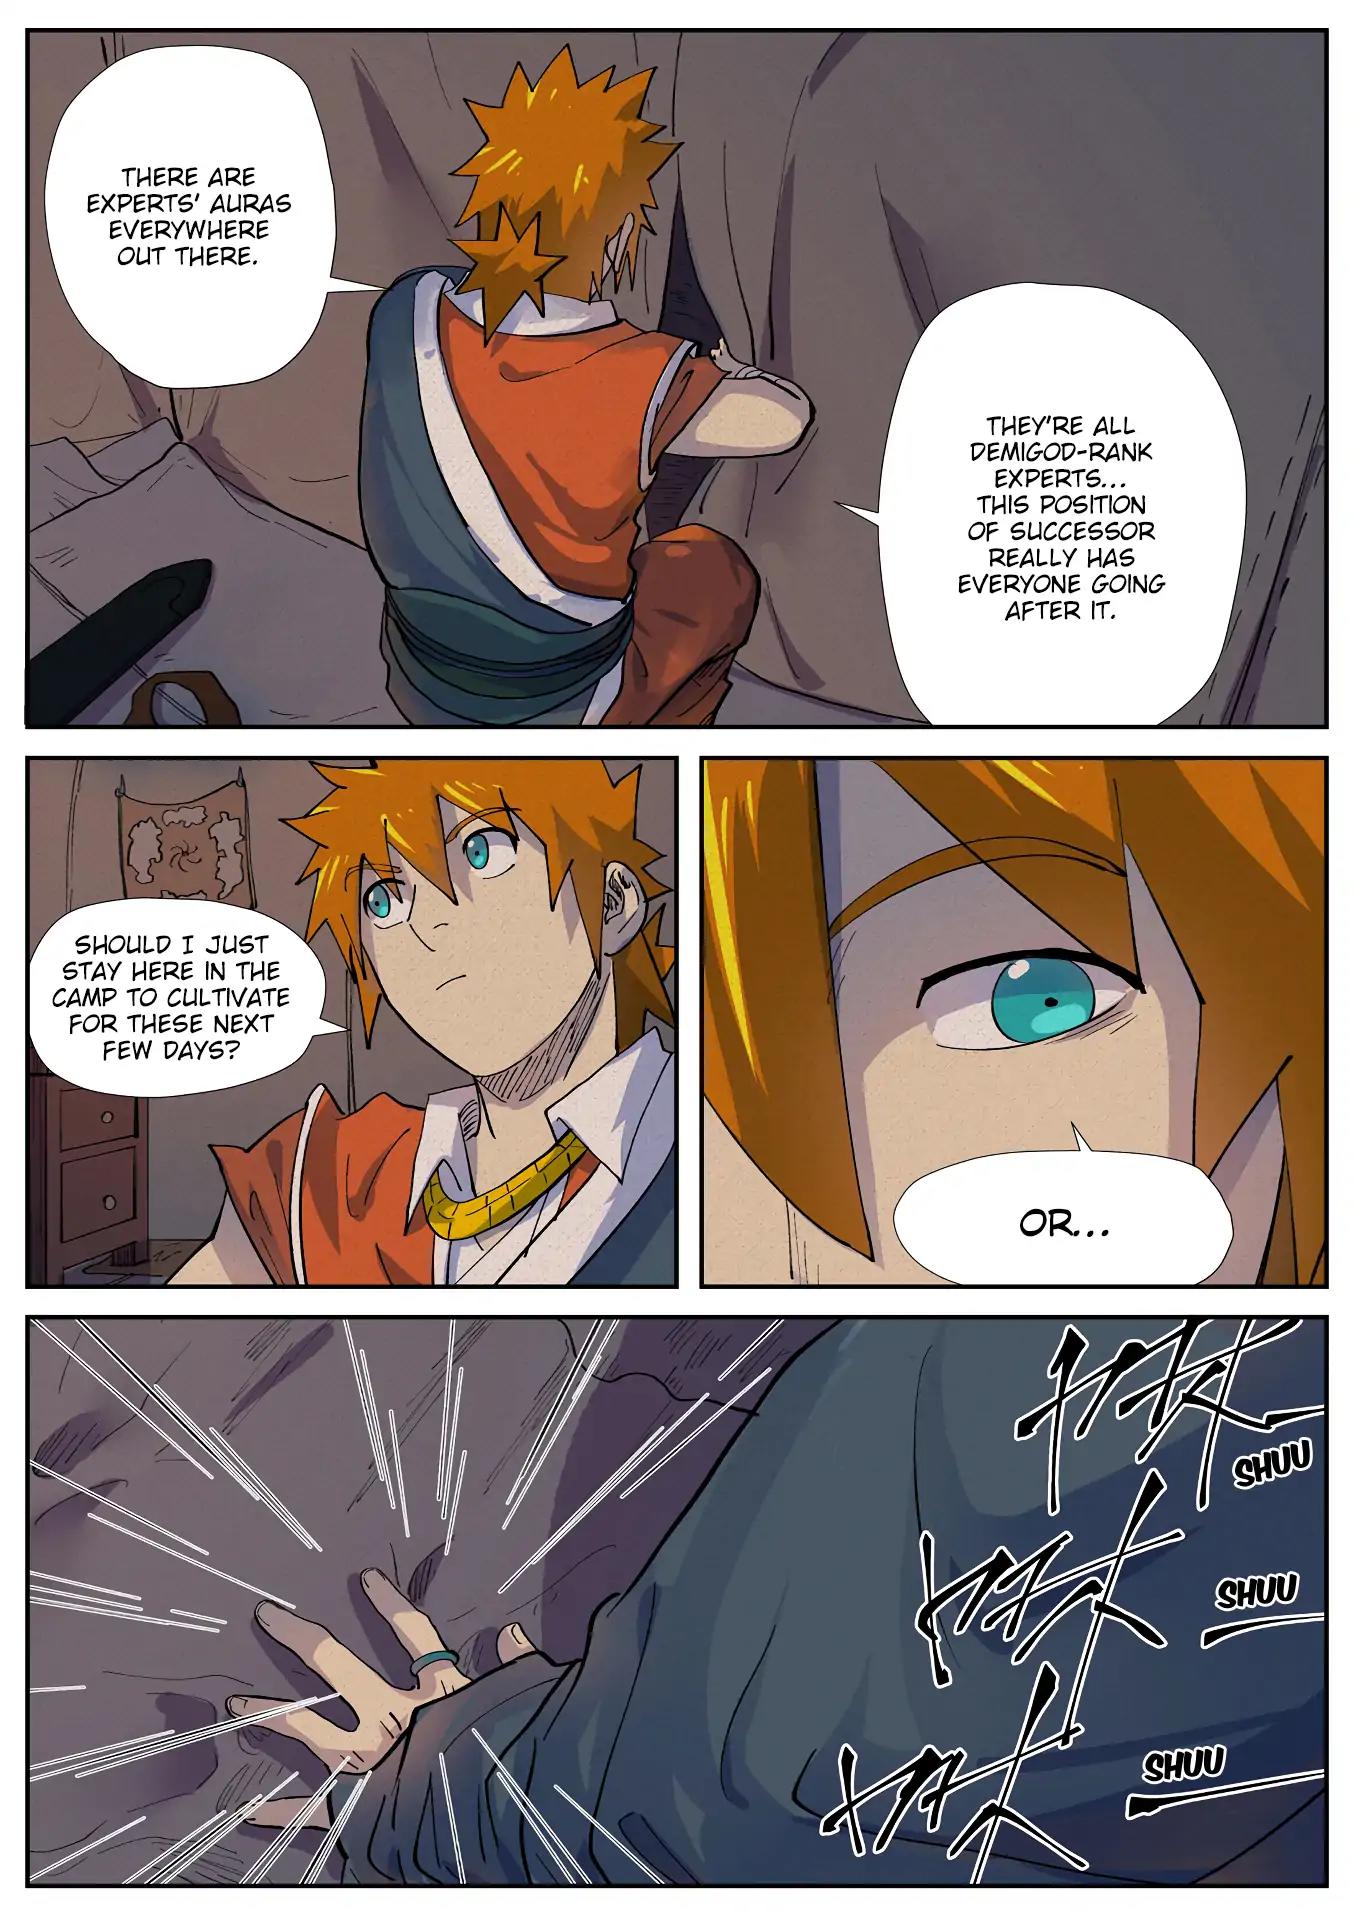 THERE ARE
EXPERTS' AURAS
EVERYWHERE
OUT THERE.
THEY'RE ALL
DEMIGOD-RANK
EXPERTS...
THIS POSITION
OF SUCCESSOR
REALLY HAS
EVERYONE GOING
AFTER IT.
SHOULD I JUST
STAY HERE IN THE
CAMP TO CULTIVATE
FOR THESE NEXT
FEW DAYS?
OR...
SHUU
SHUU
SHUU